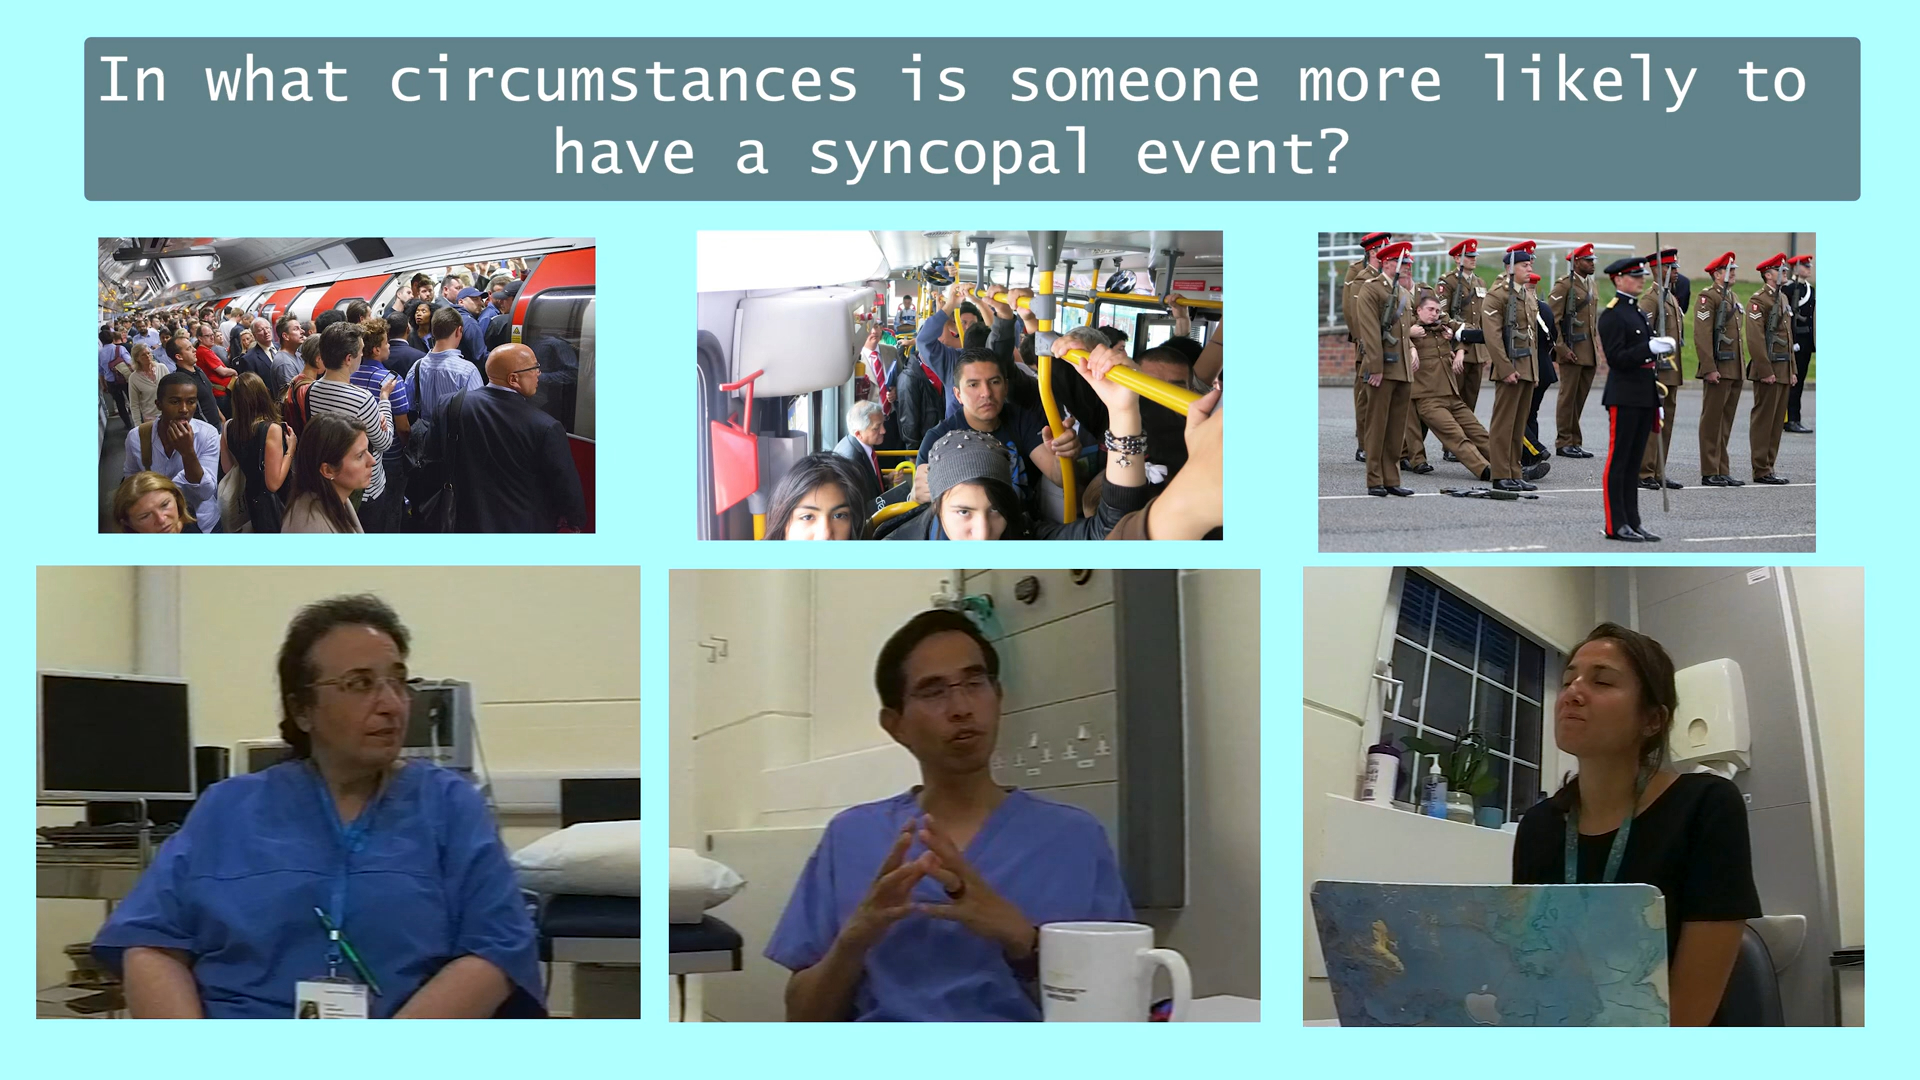 In what circumstances is someone more likely to
have a syncopal event?